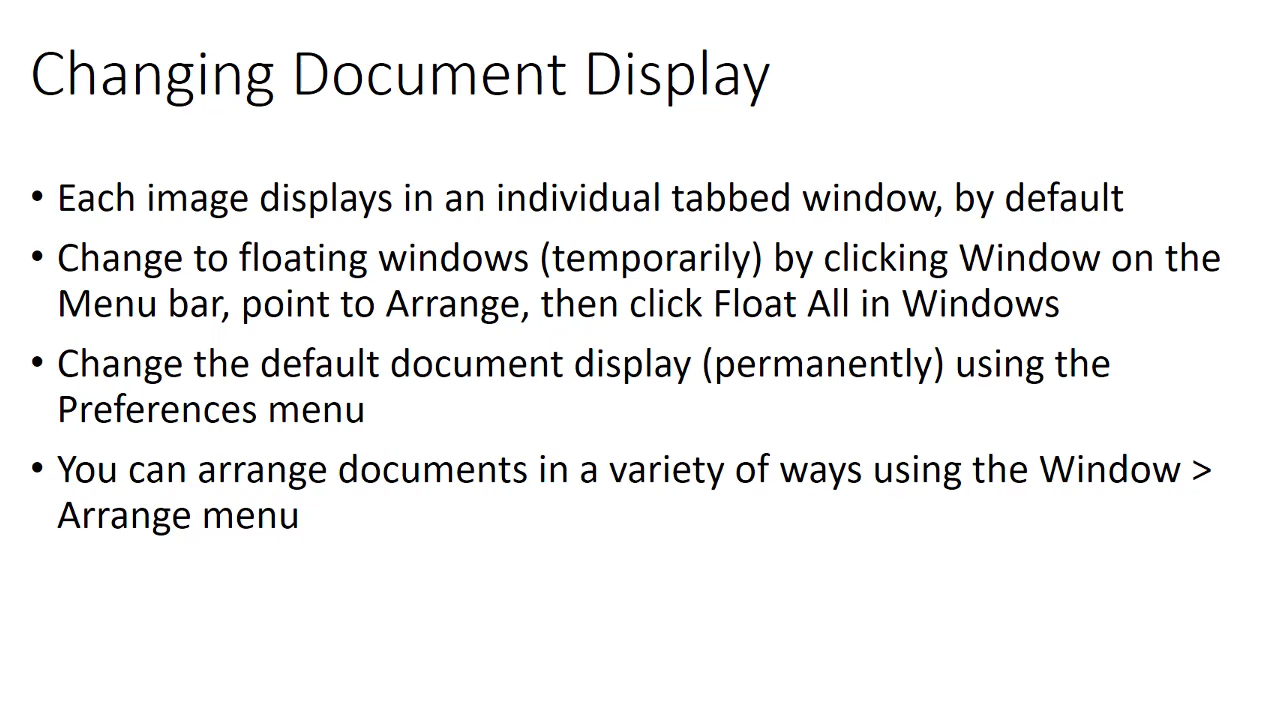 Changing Document Display
• Each image displays in an individual tabbed window, by default
• Change to floating windows (temporarily) by clicking Window on the
Menu bar, point to Arrange, then click Float All in Windows
• Change the default document display (permanently) using the
Preferences menu
• You can arrange documents in a variety of ways using the Window >
Arrange menu